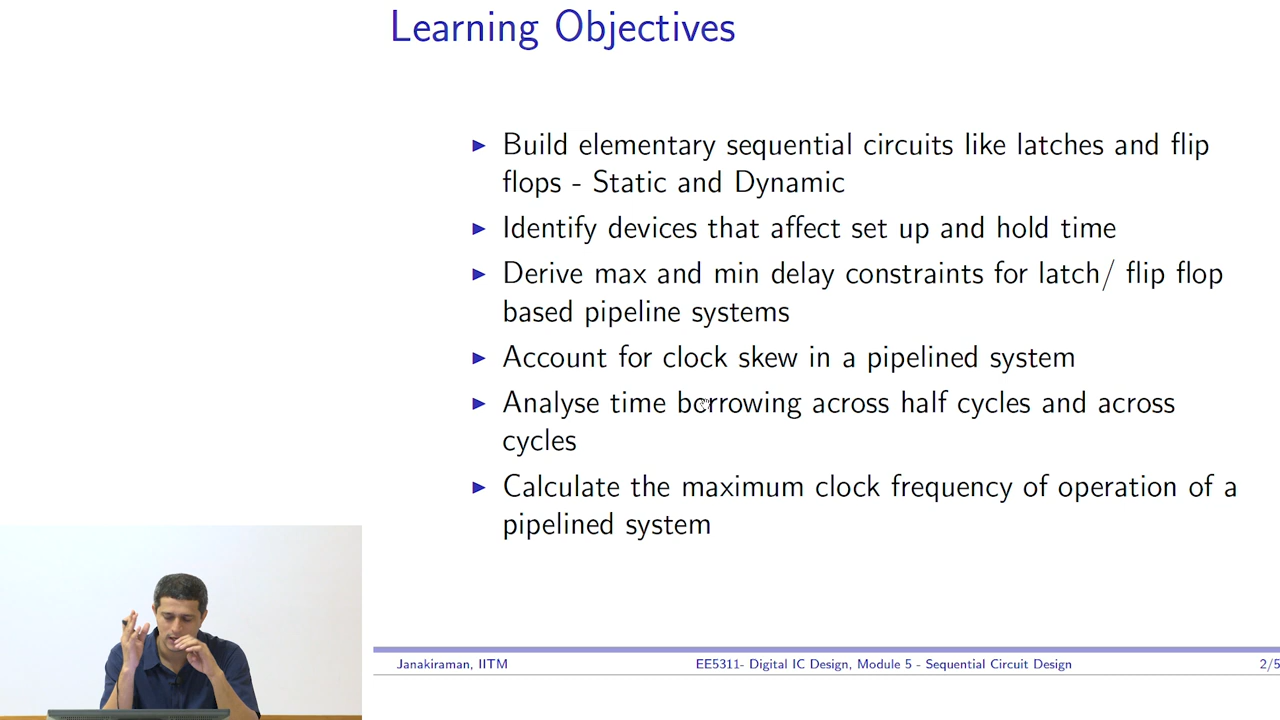 Learning Objectives
▶ Build elementary sequential circuits like latches and flip
flops - Static and Dynamic
▶ Identify devices that affect set up and hold time
▶ Derive max and min delay constraints for latch/ flip flop
based pipeline systems
▶ Account for clock skew in a pipelined system
▶ Analyse time borrowing across half cycles and across
cycles
▶ Calculate the maximum clock frequency of operation of a
pipelined system
Janakiraman, IITM EE5311- Digital IC Design, Module 5 - Sequential Circuit Design 2/5